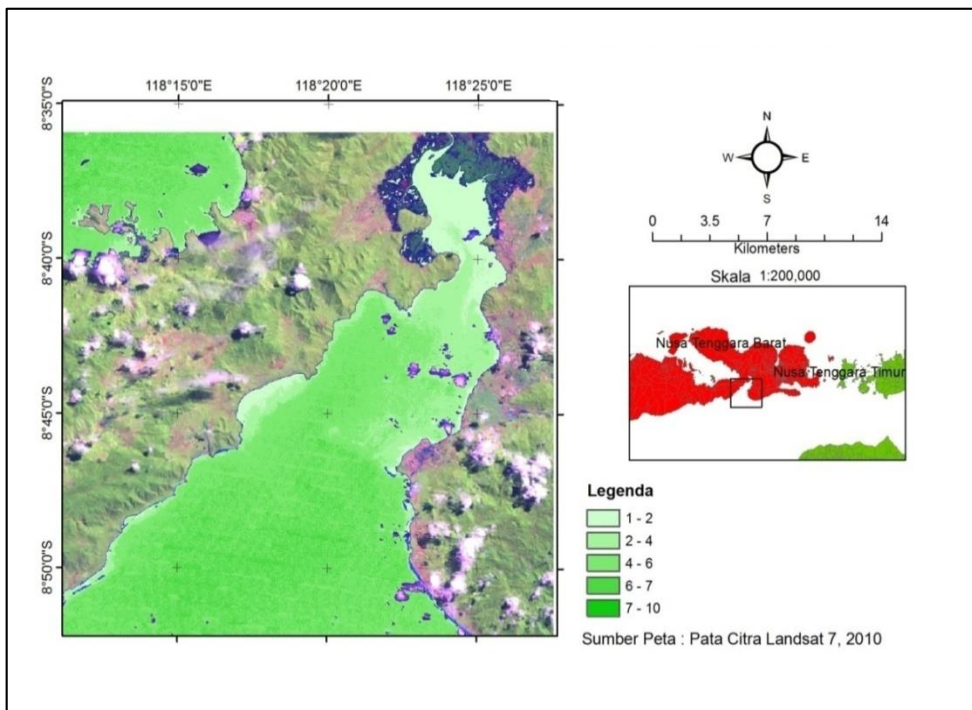 118°15'0"E 118°20'0"E 118°25'0"E
8°35'0"S
8°40'0"S
8°45'0"S
8°50'0"S
N
W E
S
0 3.5 7 14
Kilometers
Skala 1:200,000
Nusa Tenggara Barat
Nusa Tenggara Timur
Legenda
1 - 2
2 - 4
4 - 6
6 - 7
7 - 10
Sumber Peta : Pata Citra Landsat 7, 2010